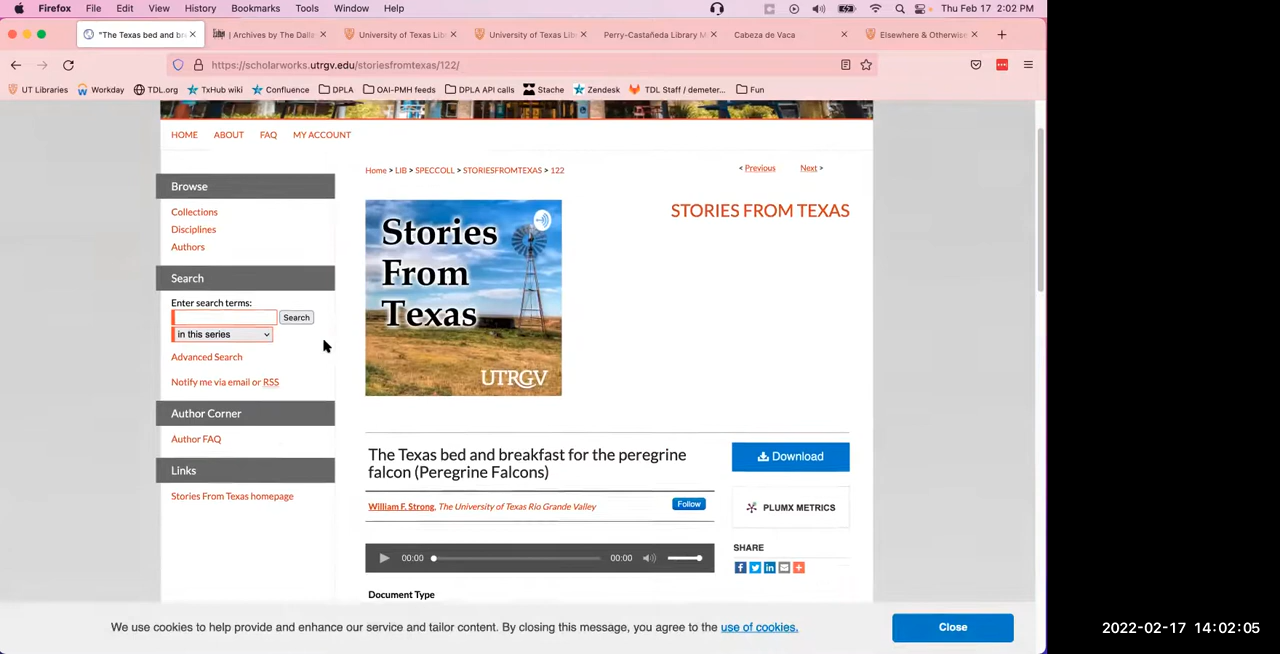 Firefox File Edit View History Bookmarks Tools Window Help Thu Feb 17 2:02 PM
"The Texas bed and br | Archives by The Dalla University of Texas Libr University of Texas Libr Perry-Castañeda Library M Cabeza de Vaca Elsewhere & Otherwise
https://scholarworks.utrgv.edu/storiesfromtexas/122/
UT Libraries Workday TDL.org TxHub wiki Confluence DPLA OAI-PMH feeds DPLA API calls Stache Zendesk TDL Staff / demeter... Fun
HOME ABOUT FAQ MY ACCOUNT
Home > LIB > SPECCOLL > STORIESFROMTEXAS > 122
< Previous Next >
Browse
Collections
Disciplines
Authors
Search
Enter search terms:
Search
in this series
Advanced Search
Notify me via email or RSS
Author Corner
Author FAQ
Links
Stories From Texas homepage
Stories
From
Texas
UTRGV
STORIES FROM TEXAS
The Texas bed and breakfast for the peregrine
falcon (Peregrine Falcons)
William F. Strong, The University of Texas Rio Grande Valley
Follow
00:00 00:00
Document Type
Download
PLUMX METRICS
SHARE
We use cookies to help provide and enhance our service and tailor content. By closing this message, you agree to the use of cookies.
Close
2022-02-17 14:02:05